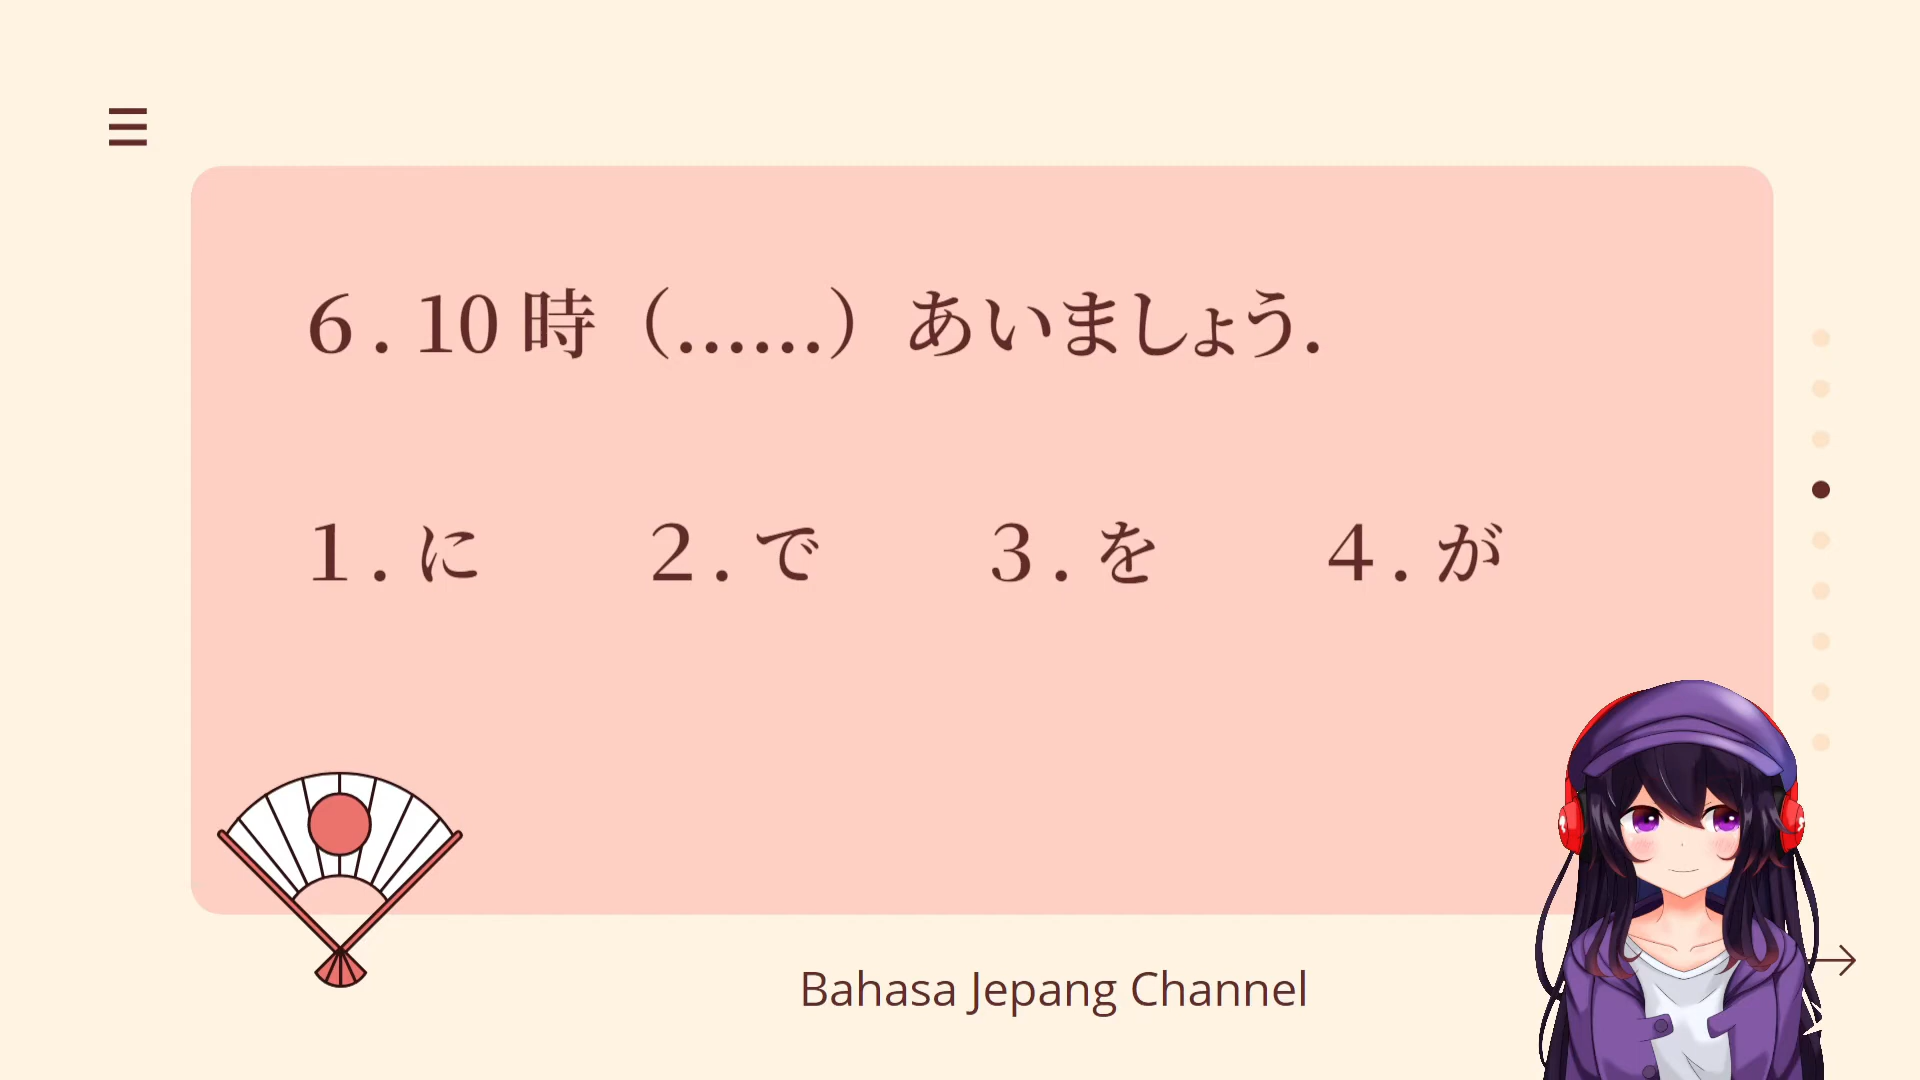 6 . 10 時（......）あいましょう.
1 . に 2 . で 3 . を 4 . が
Bahasa Jepang Channel